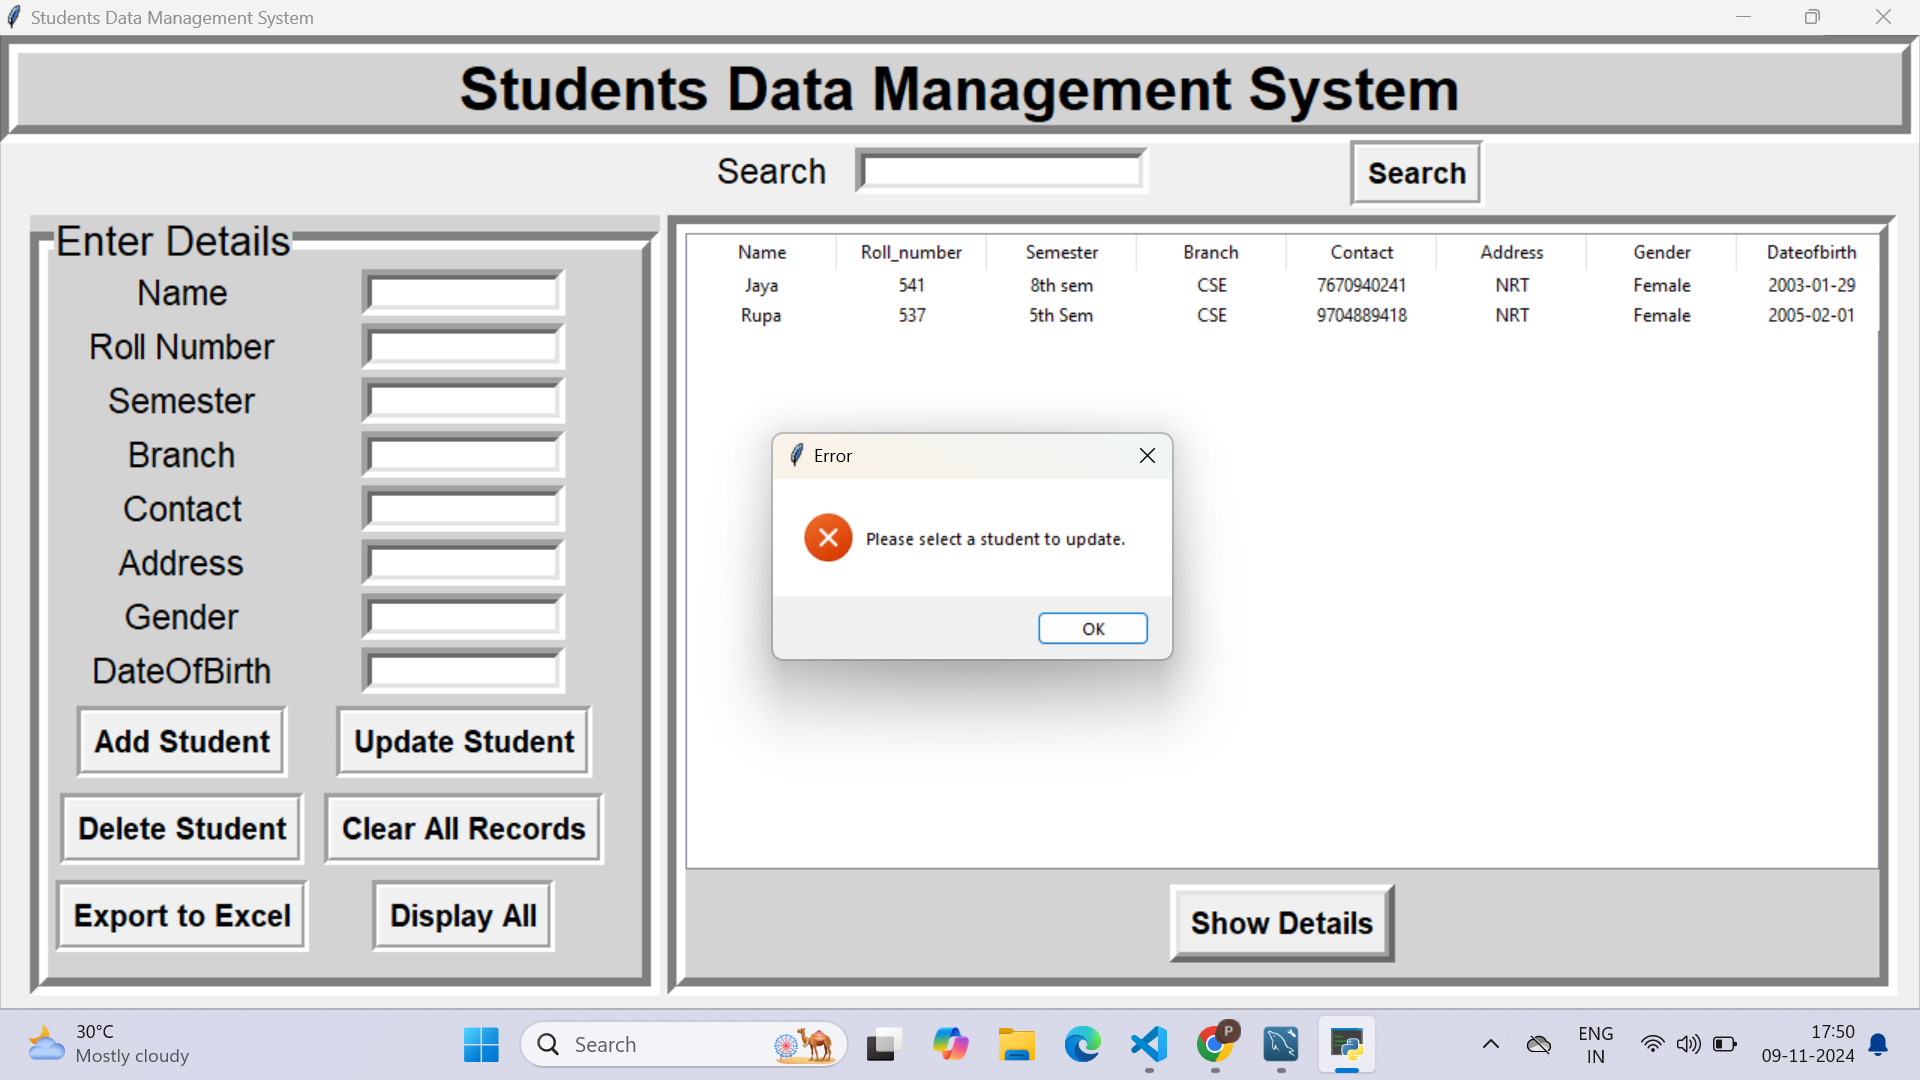 Students Data Management System
Students Data Management System
Search Search
Enter Details
Name
Roll Number
Semester
Branch
Contact
Address
Gender
DateOfBirth
Add Student Update Student
Delete Student Clear All Records
Export to Excel Display All
Name Roll_number Semester Branch Contact Address Gender Dateofbirth
Jaya 541 8th sem CSE 7670940241 NRT Female 2003-01-29
Rupa 537 5th Sem CSE 9704889418 NRT Female 2005-02-01
Error
Please select a student to update.
OK
Show Details
30°C
Mostly cloudy
Search
P
ENG
IN
17:50
09-11-2024